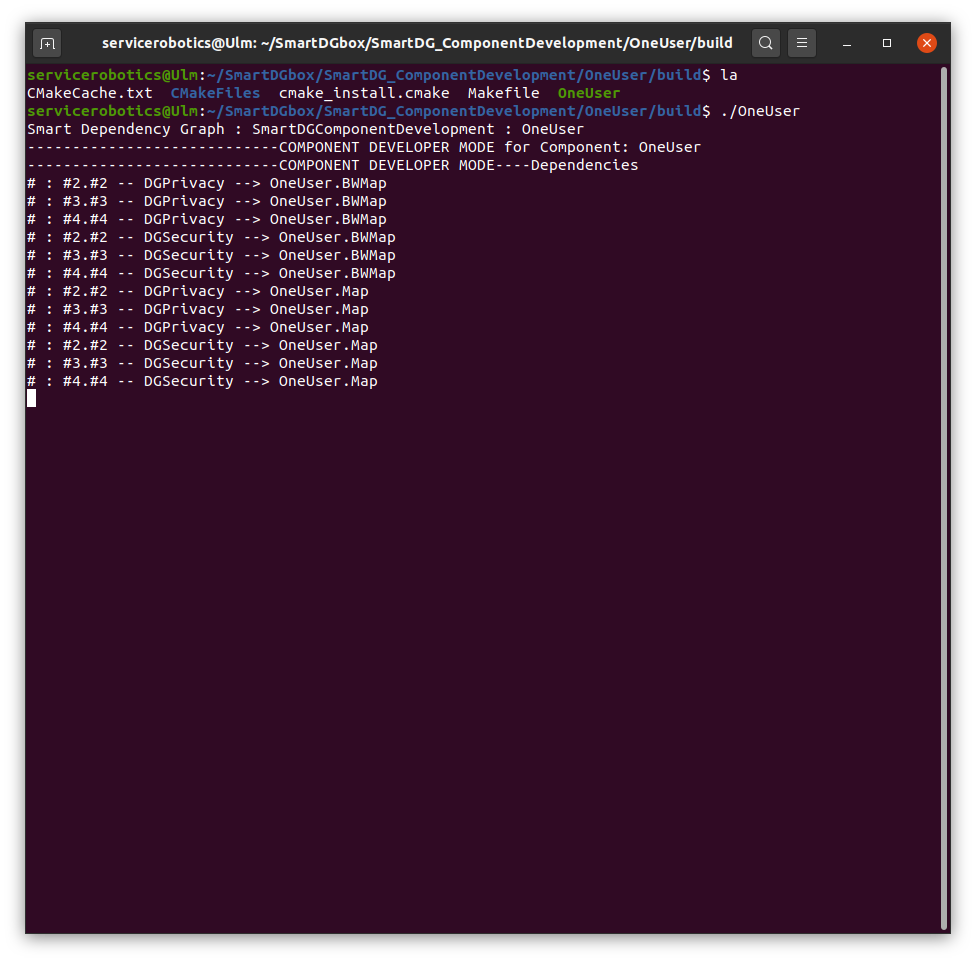 servicerobotics@Ulm: ~/SmartDGbox/SmartDG_ComponentDevelopment/OneUser/build
servicerobotics@Ulm:~/SmartDGbox/SmartDG_ComponentDevelopment/OneUser/build$ la
CMakeCache.txt  CMakeFiles  cmake_install.cmake  Makefile  OneUser
servicerobotics@Ulm:~/SmartDGbox/SmartDG_ComponentDevelopment/OneUser/build$ ./OneUser
Smart Dependency Graph : SmartDGComponentDevelopment : OneUser
----------------------------COMPONENT DEVELOPER MODE for Component: OneUser
----------------------------COMPONENT DEVELOPER MODE----Dependencies
# : #2.#2 -- DGPrivacy --> OneUser.BWMap
# : #3.#3 -- DGPrivacy --> OneUser.BWMap
# : #4.#4 -- DGPrivacy --> OneUser.BWMap
# : #2.#2 -- DGSecurity --> OneUser.BWMap
# : #3.#3 -- DGSecurity --> OneUser.BWMap
# : #4.#4 -- DGSecurity --> OneUser.BWMap
# : #2.#2 -- DGPrivacy --> OneUser.Map
# : #3.#3 -- DGPrivacy --> OneUser.Map
# : #4.#4 -- DGPrivacy --> OneUser.Map
# : #2.#2 -- DGSecurity --> OneUser.Map
# : #3.#3 -- DGSecurity --> OneUser.Map
# : #4.#4 -- DGSecurity --> OneUser.Map